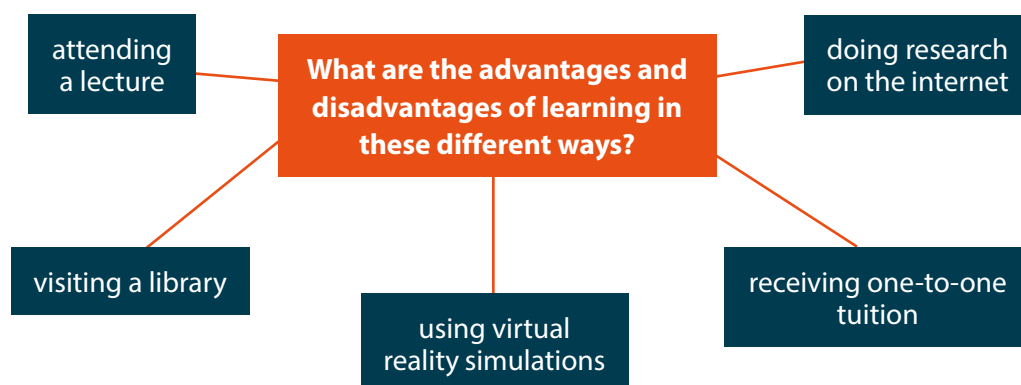 attending
a lecture
What are the advantages and
disadvantages of learning in
these different ways?
doing research
on the internet
visiting a library
using virtual
reality simulations
receiving one-to-one
tuition